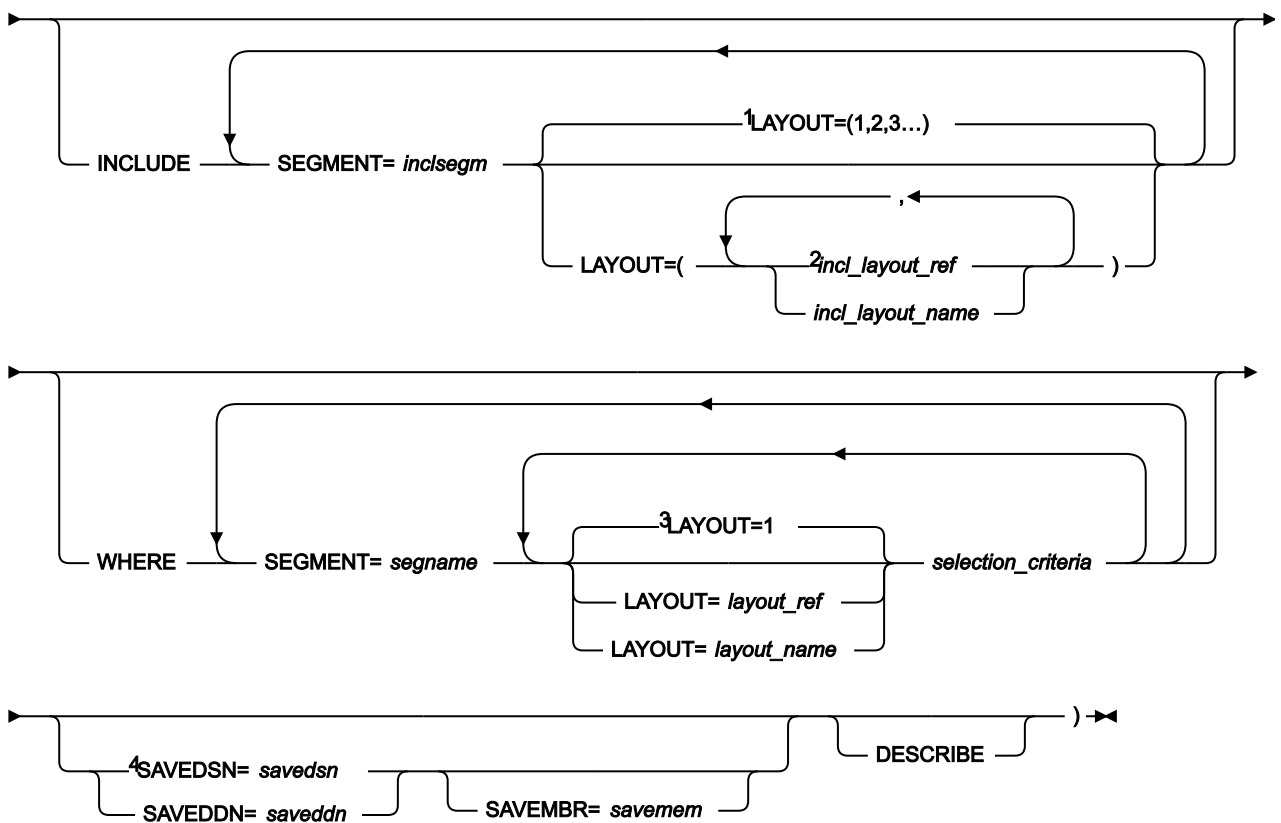 1LAYOUT=(1,2,3...)
INCLUDE SEGMENT= inclsegm
,
LAYOUT=( 2incl_layout_ref )
incl_layout_name
3LAYOUT=1
WHERE SEGMENT= segname selection_criteria
LAYOUT= layout_ref
LAYOUT= layout_name
)
DESCRIBE
4SAVEDSN= savedsn
SAVEDDN= saveddn SAVEMBR= savemem